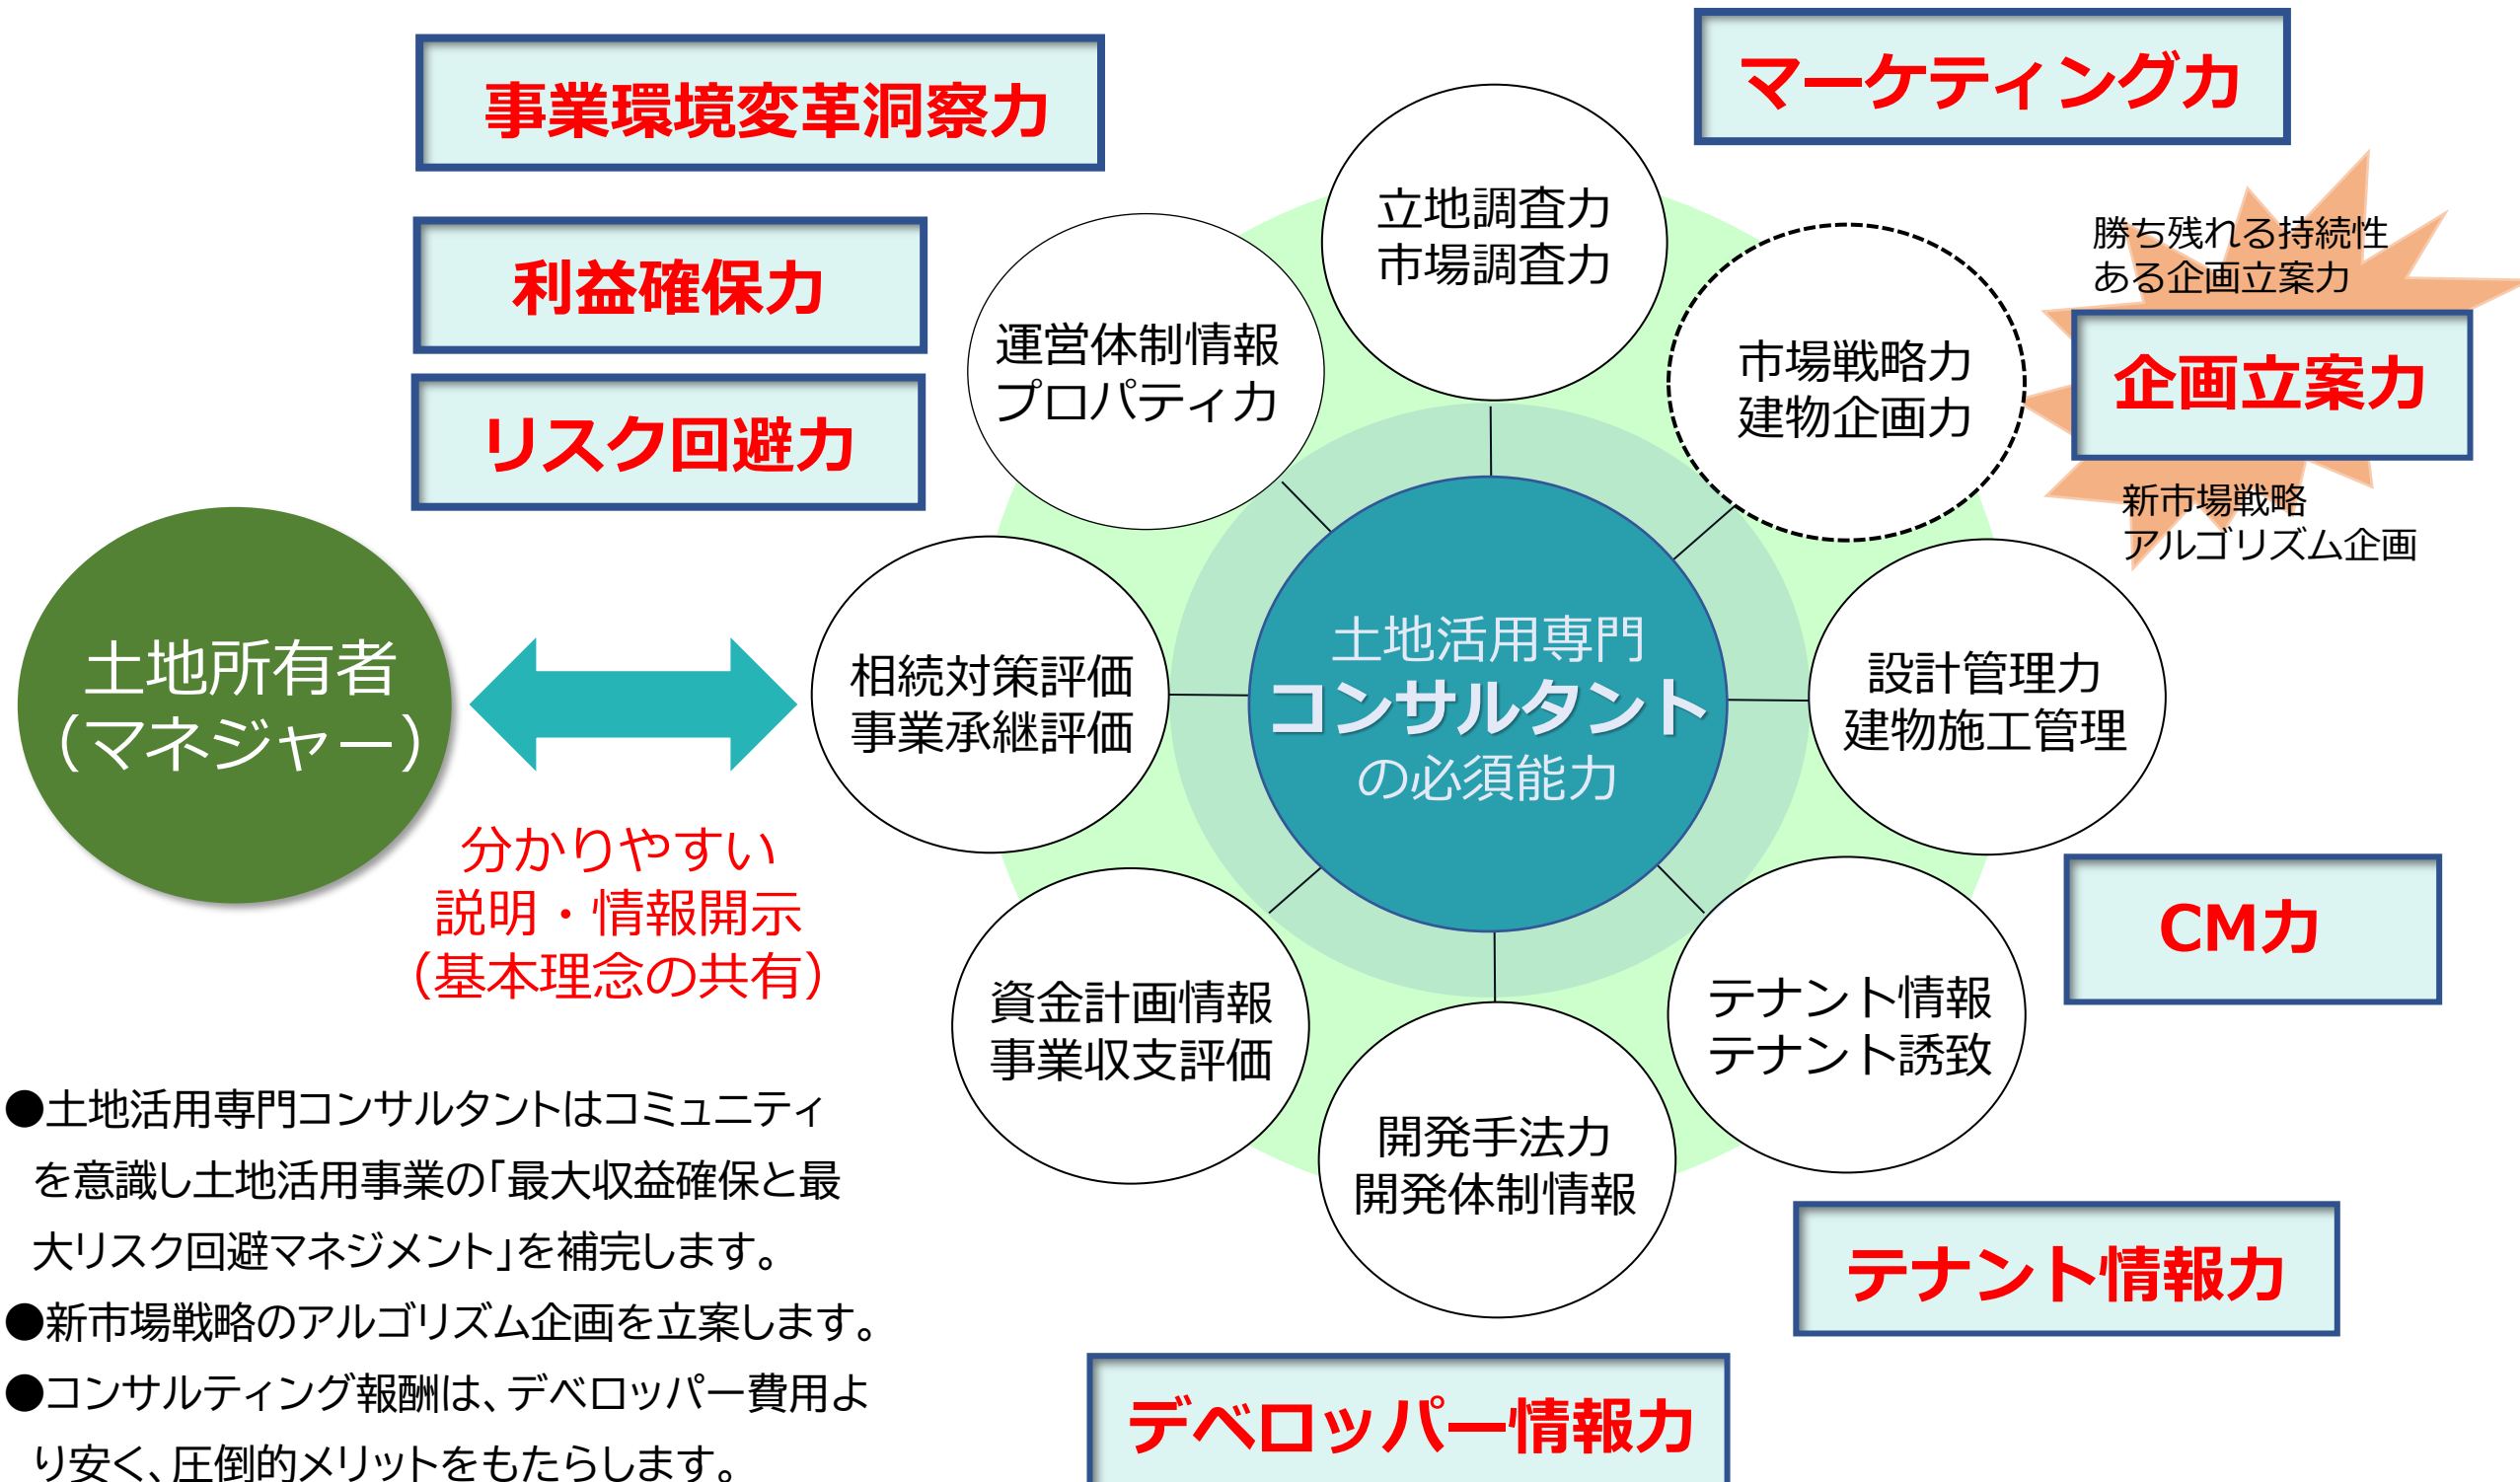 事業環境変革洞察力
マーケティング力
利益確保力
リスク回避力
立地調査力
市場調査力
運営体制情報
プロパティ力
市場戦略力
建物企画力
勝ち残れる持続性
ある企画立案力
企画立案力
新市場戦略
アルゴリズム企画
土地所有者
（マネジャー）
相続対策評価
事業承継評価
土地活用専門
コンサルタント
の必須能力
設計管理力
建物施工管理
分かりやすい
説明・情報開示
（基本理念の共有）
CM力
資金計画情報
事業収支評価
テナント情報
テナント誘致
開発手法力
開発体制情報
テナント情報力
デベロッパー情報力
●土地活用専門コンサルタントはコミュニティ
を意識し土地活用事業の「最大収益確保と最
大リスク回避マネジメント」を補完します。
●新市場戦略のアルゴリズム企画を立案します。
●コンサルティング報酬は、デベロッパー費用よ
り安く、圧倒的メリットをもたらします。